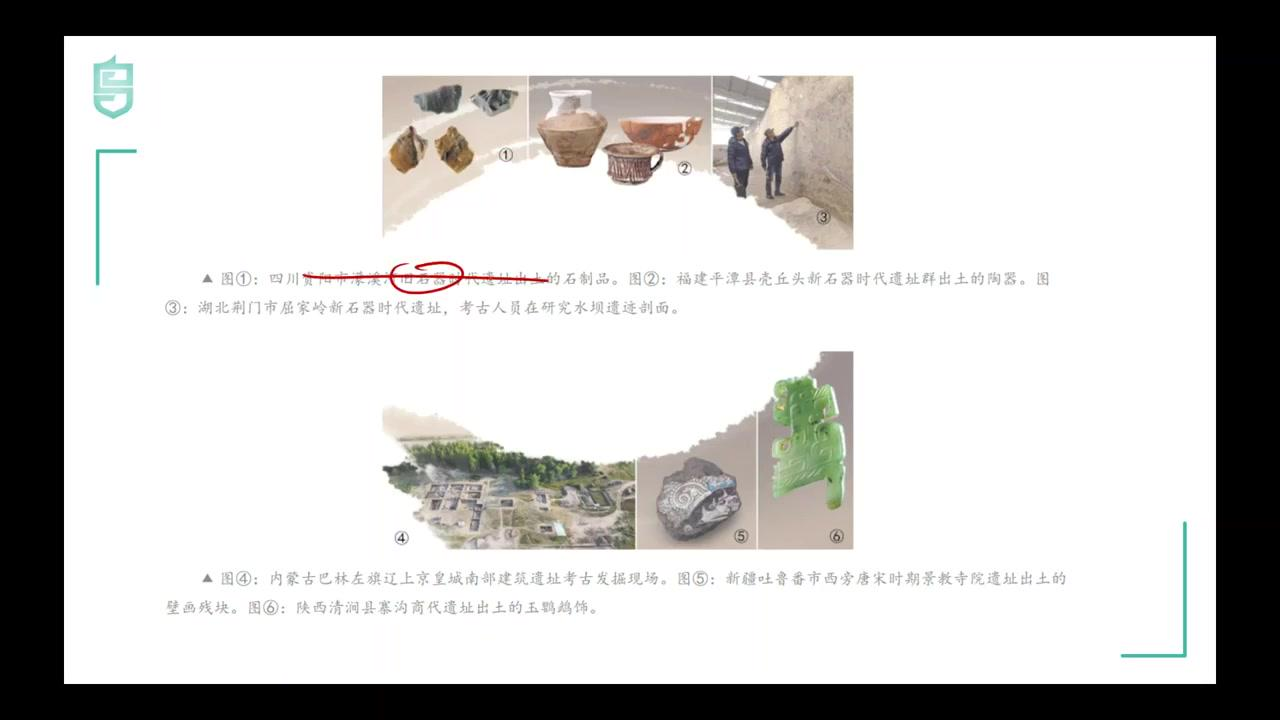 ①
②
③
▲ 图①：四川资阳市濛溪河旧石器时代遗址出土的石制品。图②：福建平潭县壳丘头新石器时代遗址群出土的陶器。图
③：湖北荆门市屈家岭新石器时代遗址，考古人员在研究水坝遗迹剖面。
④
⑤
⑥
▲ 图④：内蒙古巴林左旗辽上京皇城南部建筑遗址考古发掘现场。图⑤：新疆吐鲁番市西旁唐宋时期景教寺院遗址出土的
壁画残块。图⑥：陕西清涧县寨沟商代遗址出土的玉鹦鹉饰。